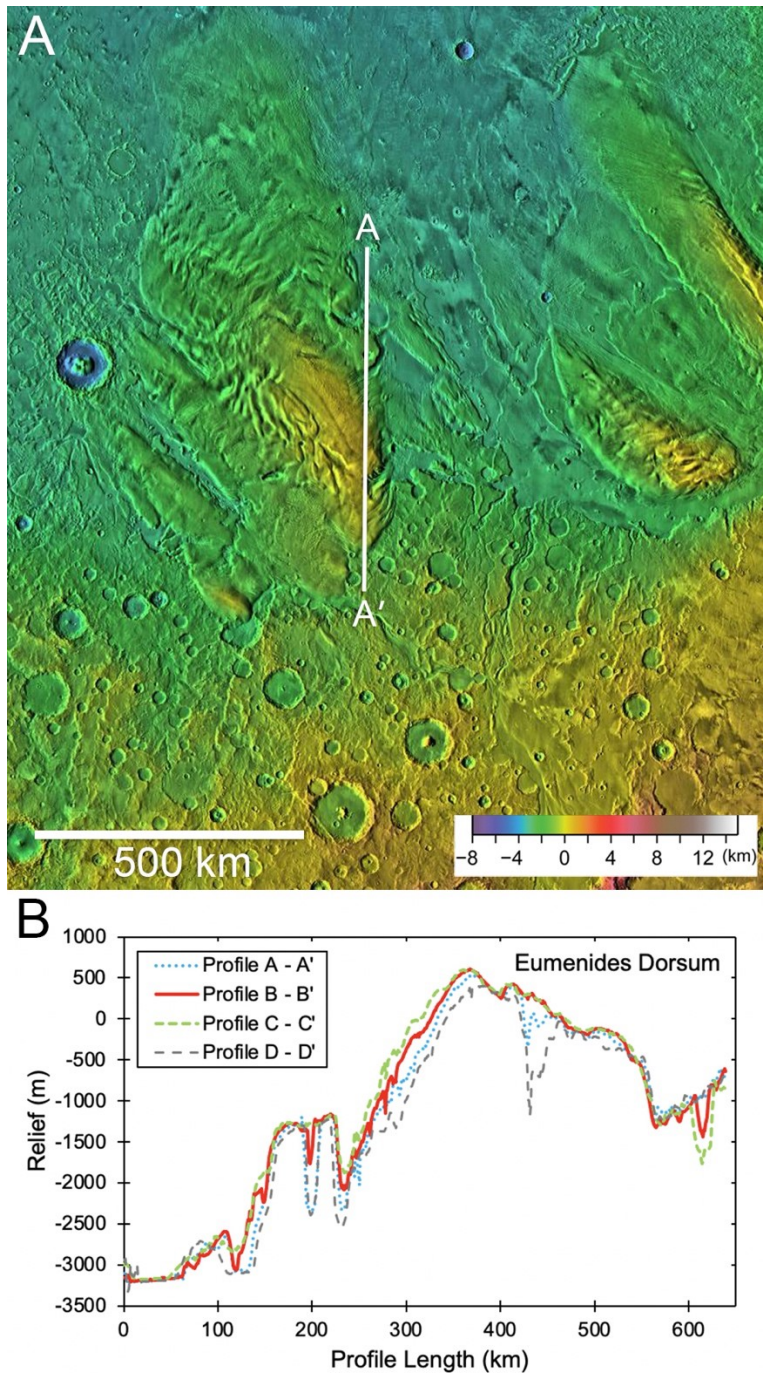 A
A
A'
500 km
-8 -4 0 4 8 12 (km)
B
Eumenides Dorsum
Profile A - A'
Profile B - B'
Profile C - C'
Profile D - D'
Relief (m)
1000
500
0
-500
-1000
-1500
-2000
-2500
-3000
-3500
0 100 200 300 400 500 600
Profile Length (km)